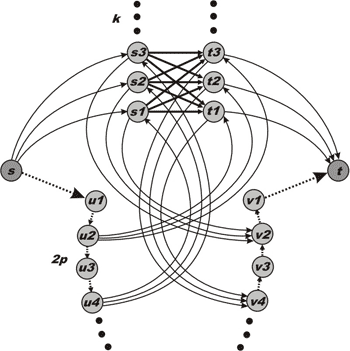 k
s3 t3
s2 t2
s1 t1
s t
u1 v1
u2 v2
2p u3 v3
u4 v4